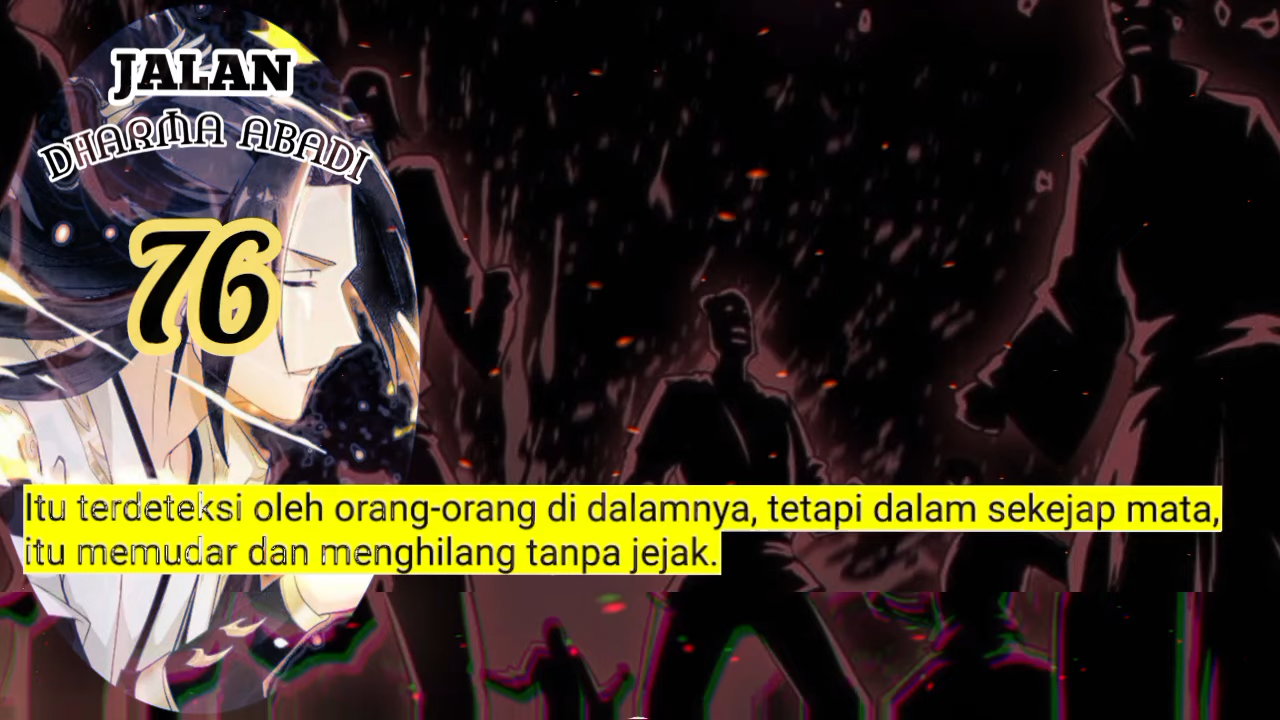 JALAN
DHARMA ABADI
76
Itu terdeteksi oleh orang-orang di dalamnya, tetapi dalam sekejap mata,
itu memudar dan menghilang tanpa jejak.